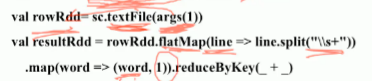 val rowRdd= sc.textFile(args(1))
val resultRdd = rowRdd.flatMap(line => line.split("\\s+"))
.map(word => (word, 1)).reduceByKey(_ + _)